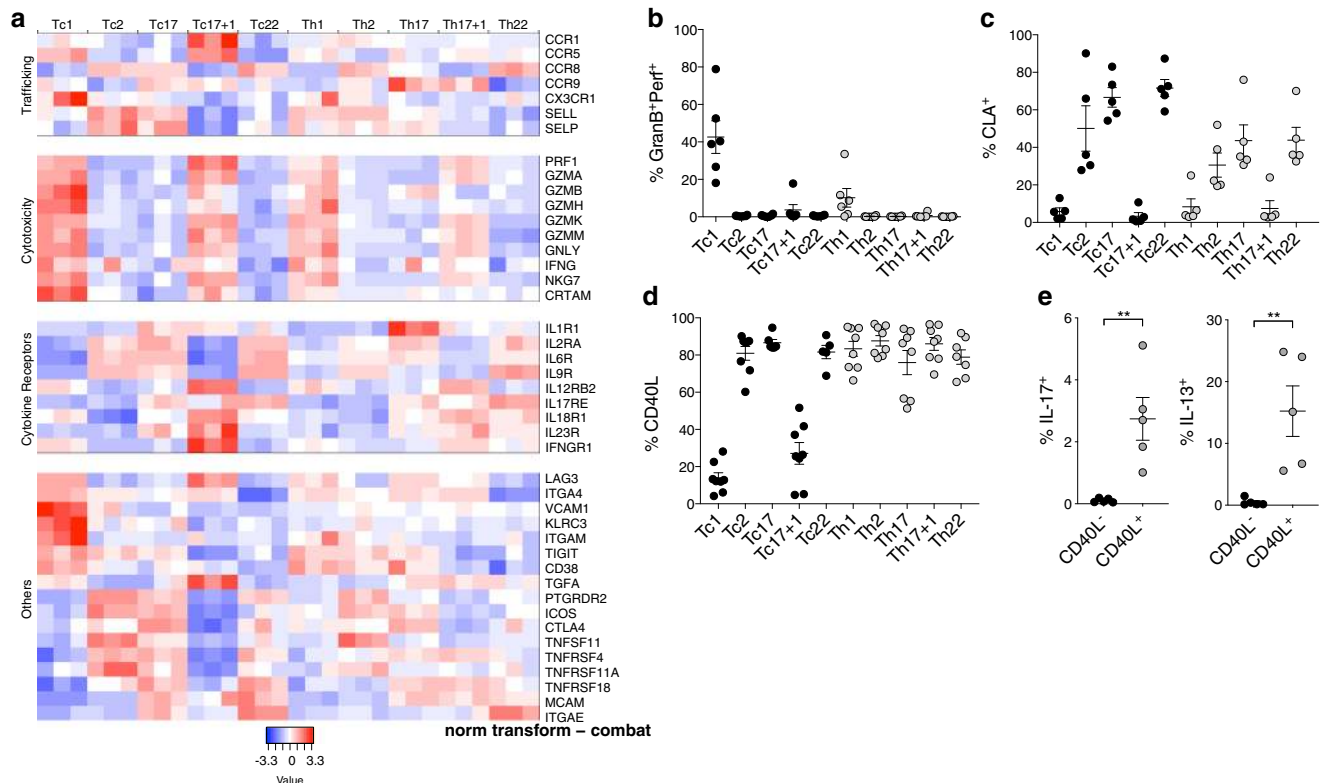 a
Tc1 Tc2 Tc17 Tc17+1 Tc22 Th1 Th2 Th17 Th17+1 Th22
Trafficking
CCR1
CCR5
CCR8
CCR9
CX3CR1
SELL
SELP
Cytotoxicity
PRF1
GZMA
GZMB
GZMH
GZMK
GZMM
GNLY
IFNG
NKG7
CRTAM
Cytokine Receptors
IL1R1
IL2RA
IL6R
IL9R
IL12RB2
IL17RE
IL18R1
IL23R
IFNGR1
Others
LAG3
ITGA4
VCAM1
KLRC3
ITGAM
TIGIT
CD38
TGFA
PTGRDR2
ICOS
CTLA4
TNFSF11
TNFRSF4
TNFRSF11A
TNFRSF18
MCAM
ITGAE
norm transform – combat
-3.3 0 3.3
Value
b
% GranB+Perf+
100
80
60
40
20
0
Tc1 Tc2 Tc17 Tc17+1 Tc22 Th1 Th2 Th17 Th17+1 Th22
c
% CLA+
100
80
60
40
20
0
Tc1 Tc2 Tc17 Tc17+1 Tc22 Th1 Th2 Th17 Th17+1 Th22
d
% CD40L
100
80
60
40
20
0
Tc1 Tc2 Tc17 Tc17+1 Tc22 Th1 Th2 Th17 Th17-1 Th22
e
% IL-17+
6
4
2
0
**
CD40L- CD40L+
% IL-13+
30
20
10
0
**
CD40L- CD40L+